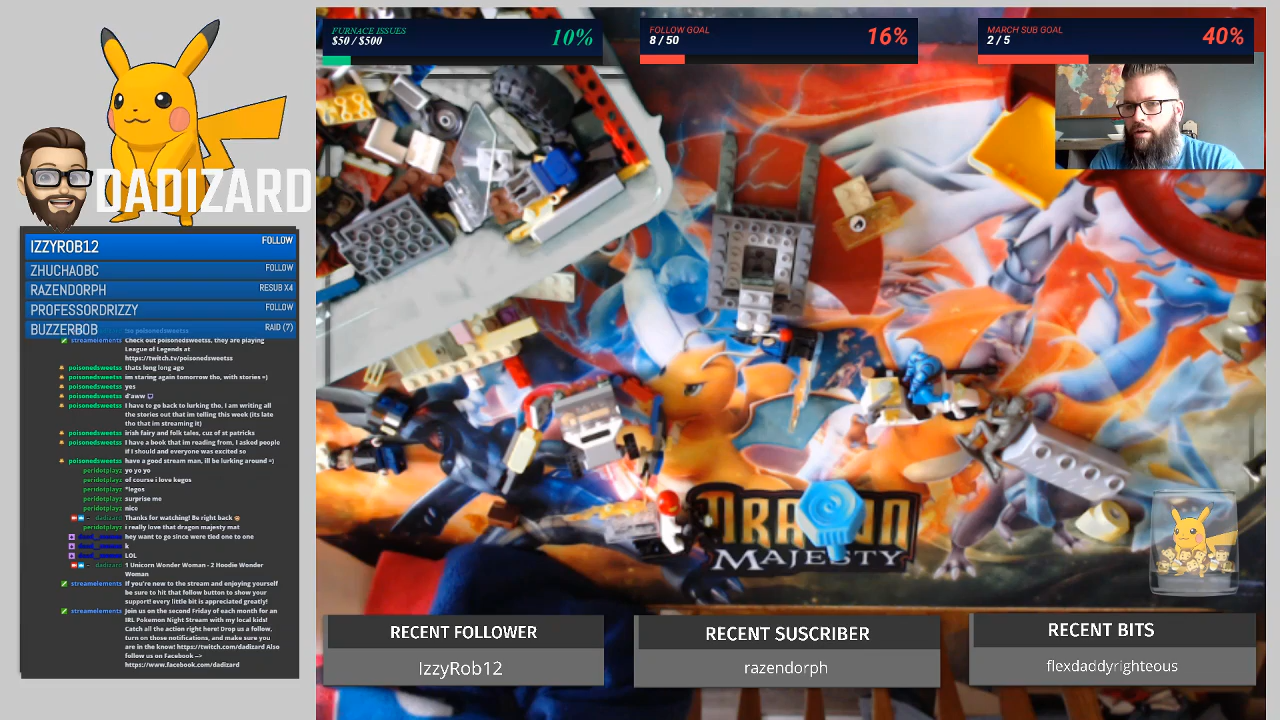 FURNACE ISSUES
$50 / $500
10%
FOLLOW GOAL
8 / 50
16%
MARCH SUB GOAL
2 / 5
40%
DADIZARD
IZZYROB12 FOLLOW
ZHUCHAOBC FOLLOW
RAZENDORPH RESUB X4
PROFESSORDRIZZY FOLLOW
BUZZERBOB RAID (7)
!so poisonedsweetss
streamelements Check out poisonedsweetss, they are playing
League of Legends at
https://twitch.tv/poisonedsweetss
poisonedsweetss thats long long ago
poisonedsweetss im staring again tomorrow tho, with stories =)
poisonedsweetss yes
poisonedsweetss d'aww
poisonedsweetss I have to go back to lurking tho, I am writing all
the stories out that im telling this week (its late
tho that im streaming it)
poisonedsweetss irish fairy and folk tales, cuz of st patricks
poisonedsweetss I have a book that im reading from, I asked people
if I should and everyone was excited so
poisonedsweetss have a good stream man, ill be lurking around =)
peridotplayz yo yo yo
peridotplayz of course i love kegos
peridotplayz *legos
peridotplayz surprise me
peridotplayz nice
dadizard Thanks for watching! Be right back
peridotplayz i really love that dragon majesty mat
hey want to go since were tied one to one
k
LOL
dadizard 1 Unicorn Wonder Woman - 2 Hoodie Wonder
Woman
streamelements If you're new to the stream and enjoying yourself
be sure to hit that follow button to show your
support! every little bit is appreciated greatly!
streamelements Join us on the second Friday of each month for an
IRL Pokemon Night Stream with my local kids!
Catch all the action right here! Drop us a follow,
turn on those notifications, and make sure you
are in the know! https://twitch.com/dadizard Also
follow us on Facebook -->
https://www.facebook.com/dadizard
DRAGON
MAJESTY
RECENT FOLLOWER
IzzyRob12
RECENT SUSCRIBER
razendorph
RECENT BITS
flexdaddyrighteous